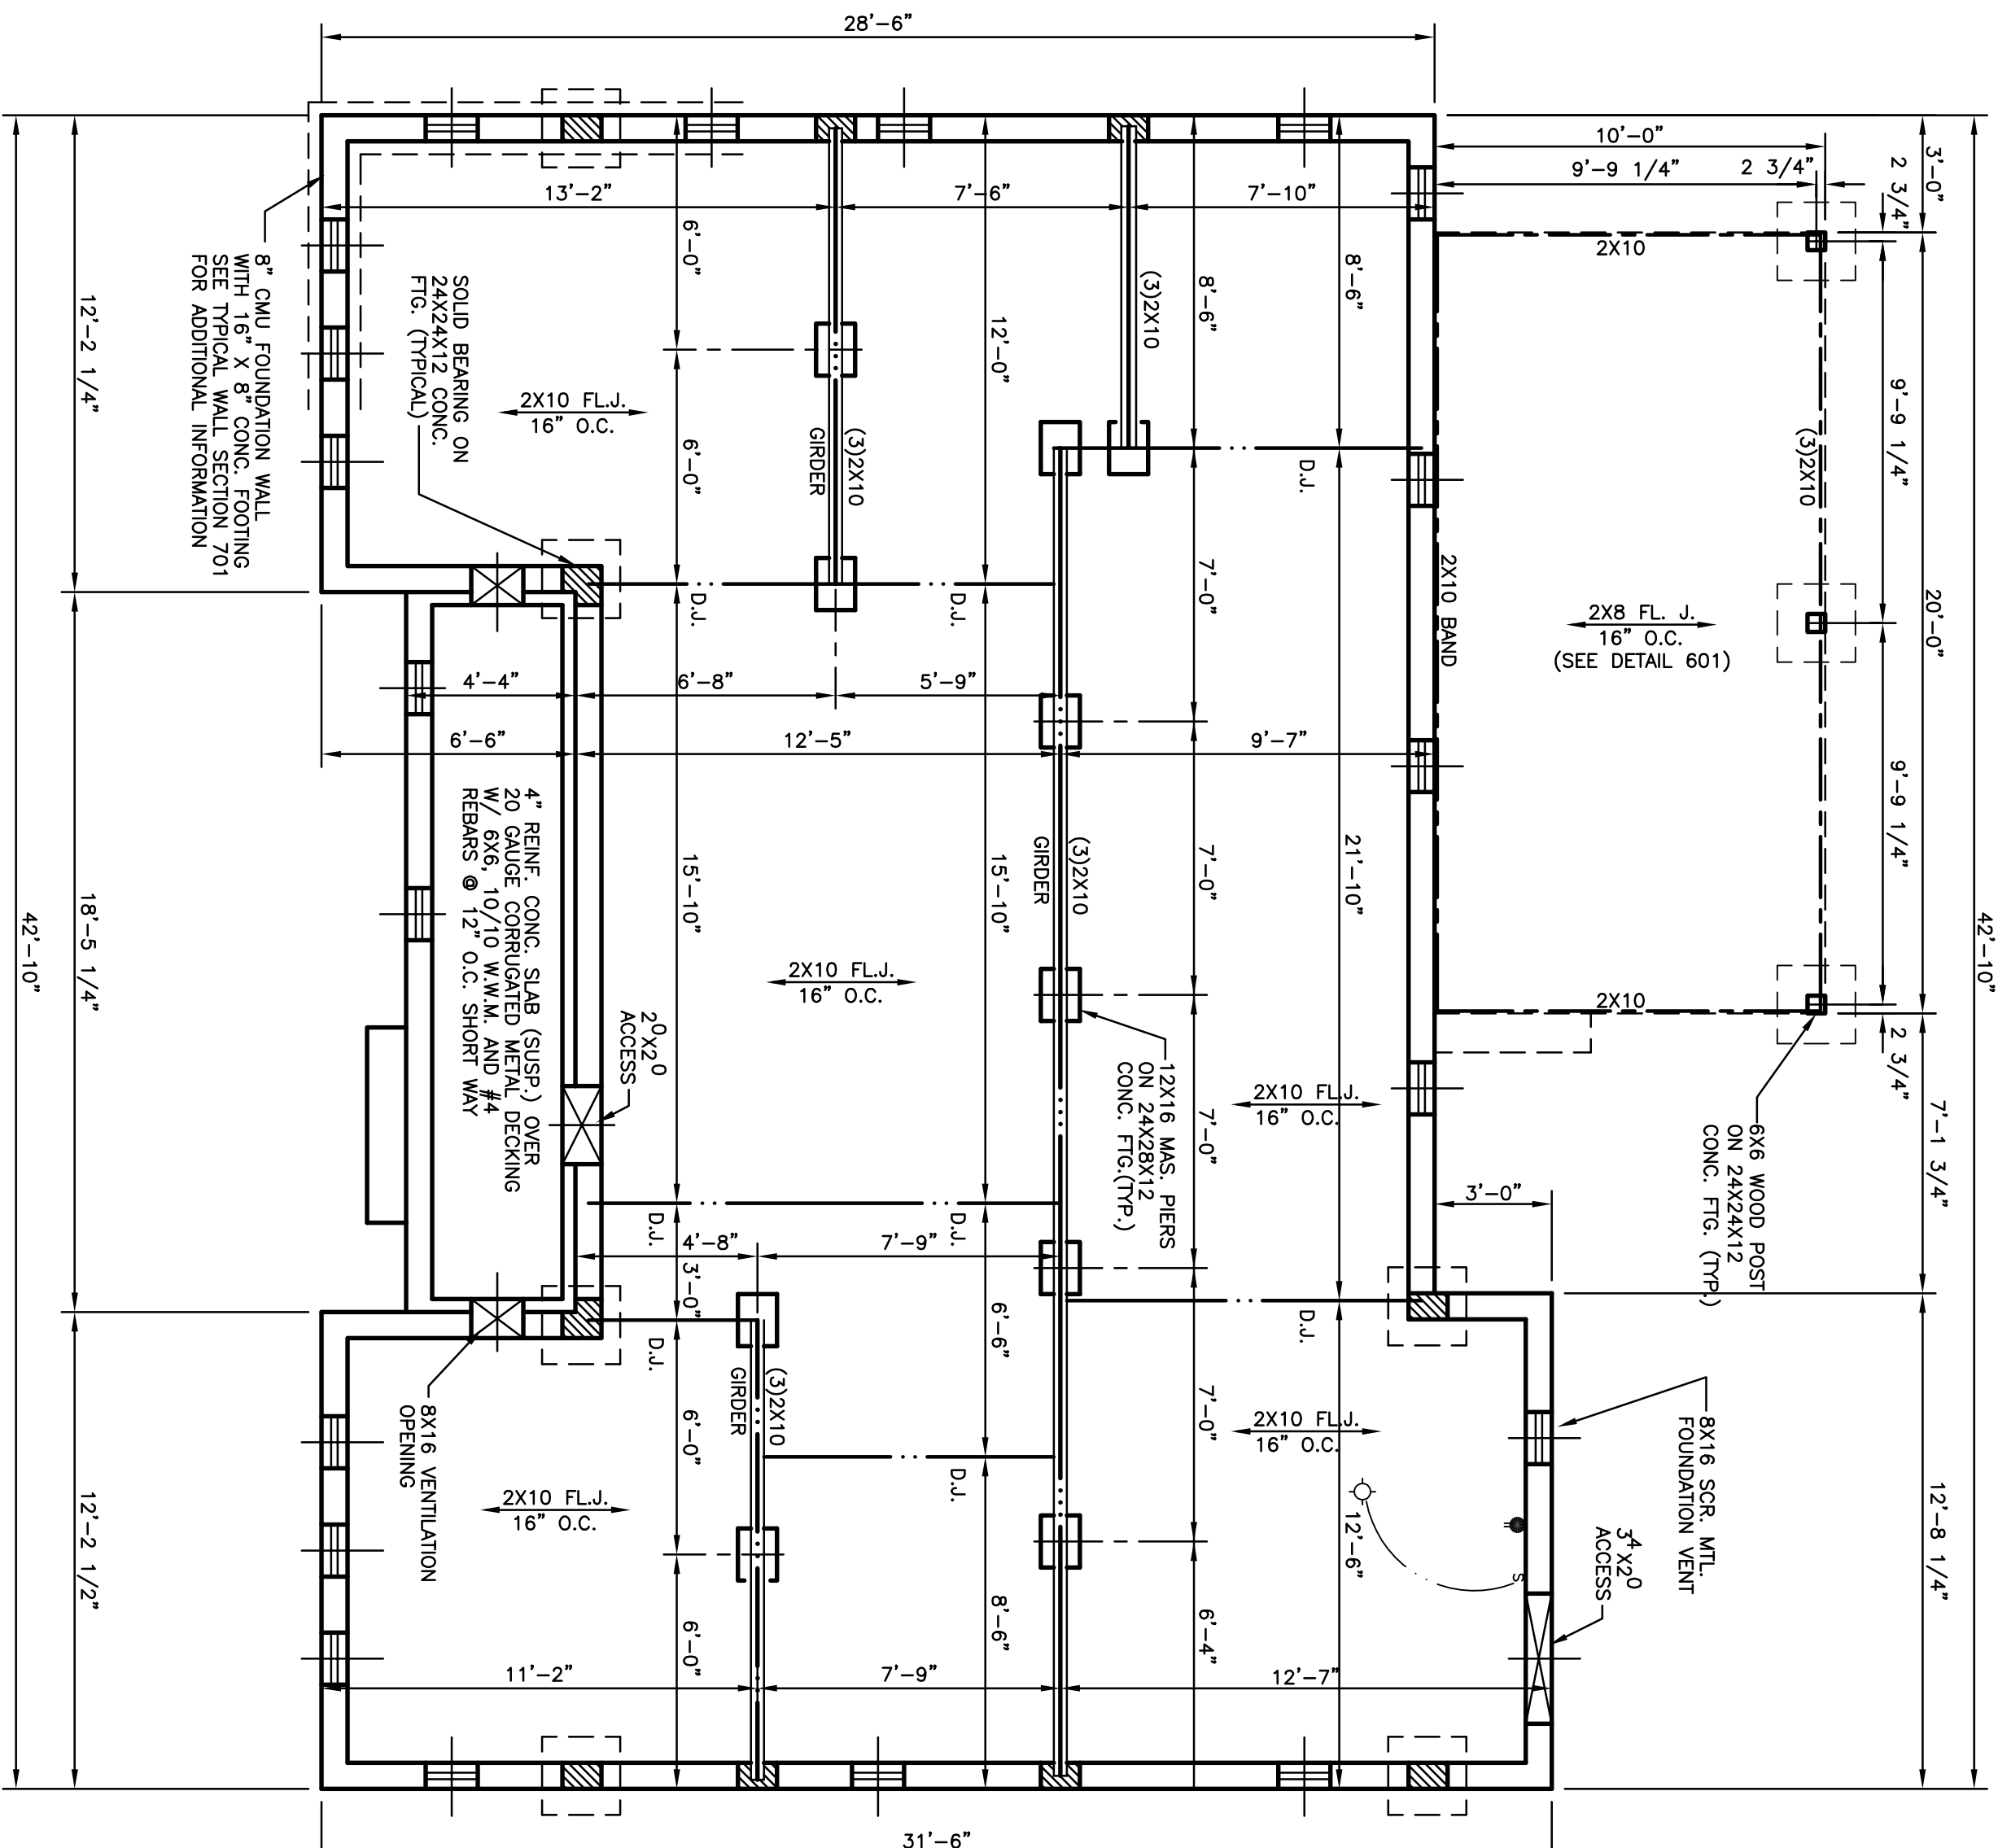 28'-6"
42'-10"
3'-0"
20'-0"
7'-1 3/4"
12'-8 1/4"
2 3/4"
9'-9 1/4"
9'-9 1/4"
2 3/4"
10'-0"
9'-9 1/4"
2 3/4"
2X10
(3)2X10
2X8 FL. J.
16" O.C.
(SEE DETAIL 601)
2X10 BAND
2X10
6X6 WOOD POST
ON 24X24X12
CONC. FTG. (TYP.)
3'-0"
8X16 SCR. MTL.
FOUNDATION VENT
3⁴X2⁰
ACCESS
S
13'-2"
7'-6"
7'-10"
8'-6"
21'-10"
12'-6"
D.J.
D.J.
8'-6"
7'-0"
7'-0"
7'-0"
7'-0"
6'-4"
(3)2X10
2X10 FL.J.
16" O.C.
2X10 FL.J.
16" O.C.
12X16 MAS. PIERS
ON 24X28X12
CONC. FTG.(TYP.)
(3)2X10
GIRDER
12'-0"
15'-10"
6'-6"
8'-6"
D.J.
D.J.
D.J.
(3)2X10
GIRDER
2X10 FL.J.
16" O.C.
(3)2X10
GIRDER
6'-0"
6'-0"
15'-10"
3'-0"
6'-0"
6'-0"
D.J.
D.J.
D.J.
4'-4"
6'-8"
5'-9"
6'-6"
12'-5"
9'-7"
4'-8"
7'-9"
11'-2"
7'-9"
12'-7"
2X10 FL.J.
16" O.C.
2X10 FL.J.
16" O.C.
2⁰X2⁰
ACCESS
SOLID BEARING ON
24X24X12 CONC.
FTG. (TYPICAL)
4" REINF. CONC. SLAB (SUSP.) OVER
20 GAUGE CORRUGATED METAL DECKING
W/ 6X6, 10/10 W.W.M. AND #4
REBARS @ 12" O.C. SHORT WAY
8X16 VENTILATION
OPENING
8" CMU FOUNDATION WALL
WITH 16" X 8" CONC. FOOTING
SEE TYPICAL WALL SECTION 701
FOR ADDITIONAL INFORMATION
12'-2 1/4"
18'-5 1/4"
12'-2 1/2"
42'-10"
31'-6"